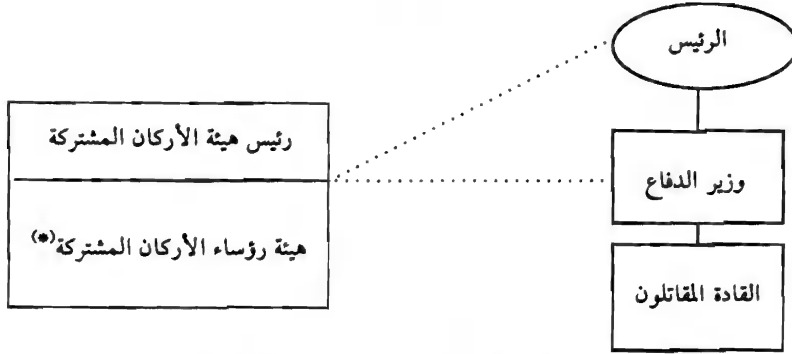 الرئيس
رئيس هيئة الأركان المشتركة
وزير الدفاع
هيئة رؤساء الأركان المشتركة(*)
القادة المقاتلون